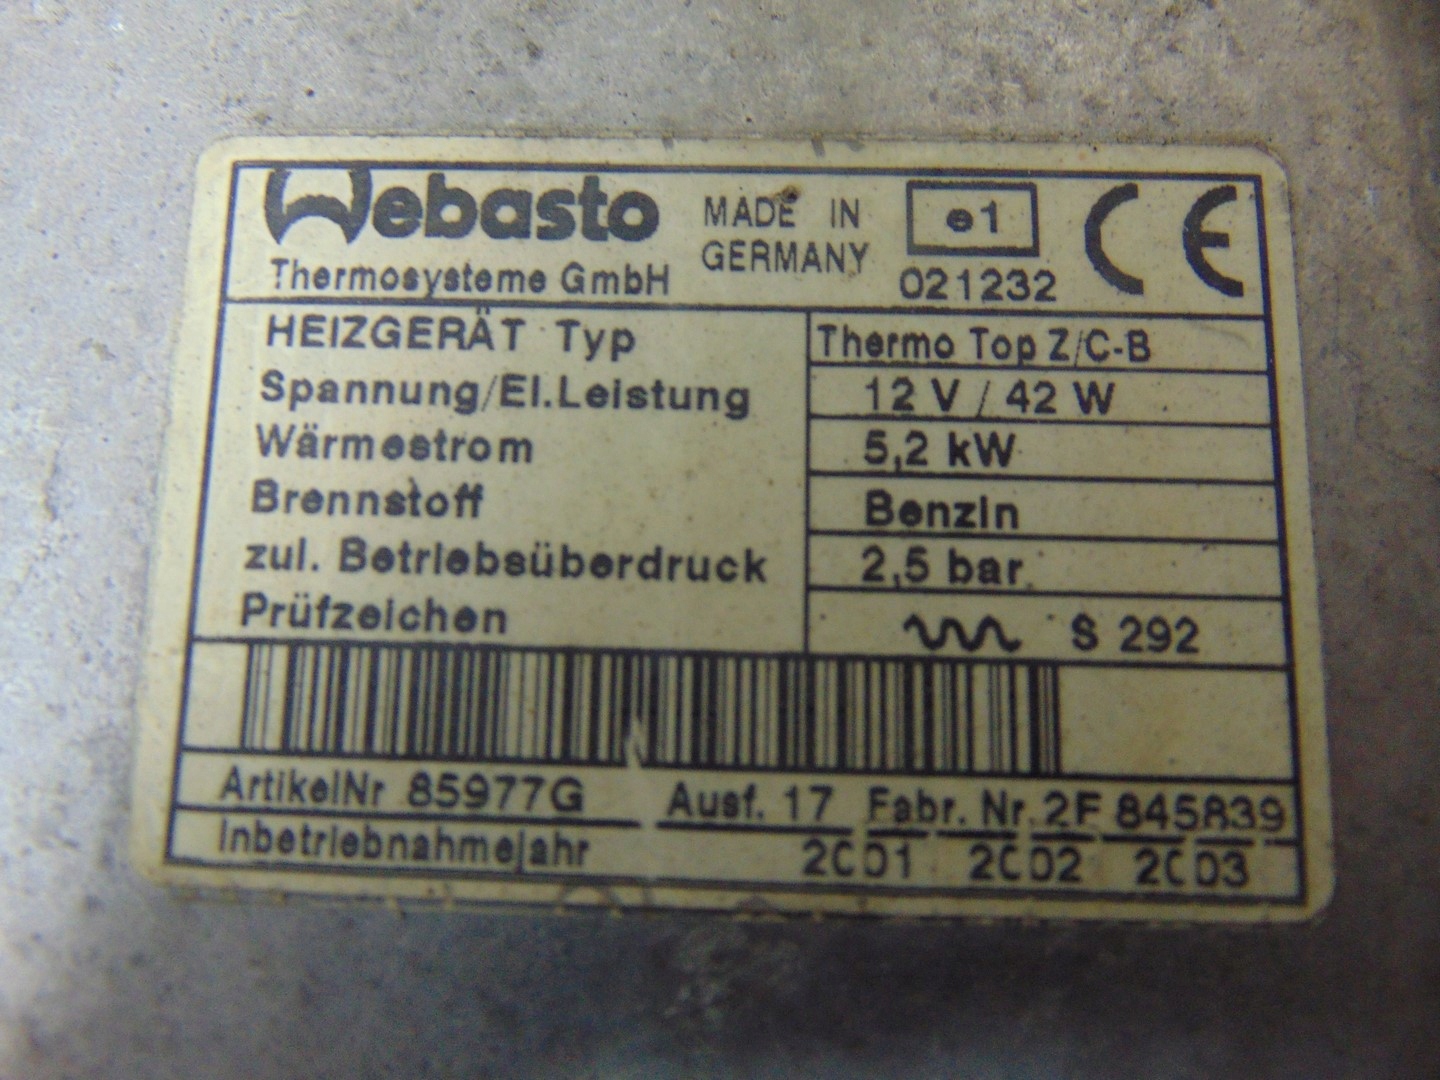 Webasto
Thermosysteme GmbH
MADE IN
GERMANY
e1
021232
CE
HEIZGERÄT Typ Thermo Top Z/C-B
Spannung/El.Leistung 12 V / 42 W
Wärmestrom 5,2 kW
Brennstoff Benzin
zul. Betriebsüberdruck 2,5 bar
Prüfzeichen S 292
ArtikelNr 85977G Ausf. 17 Fabr. Nr. 2F 845839
Inbetriebnahmejahr 2001 2002 2003